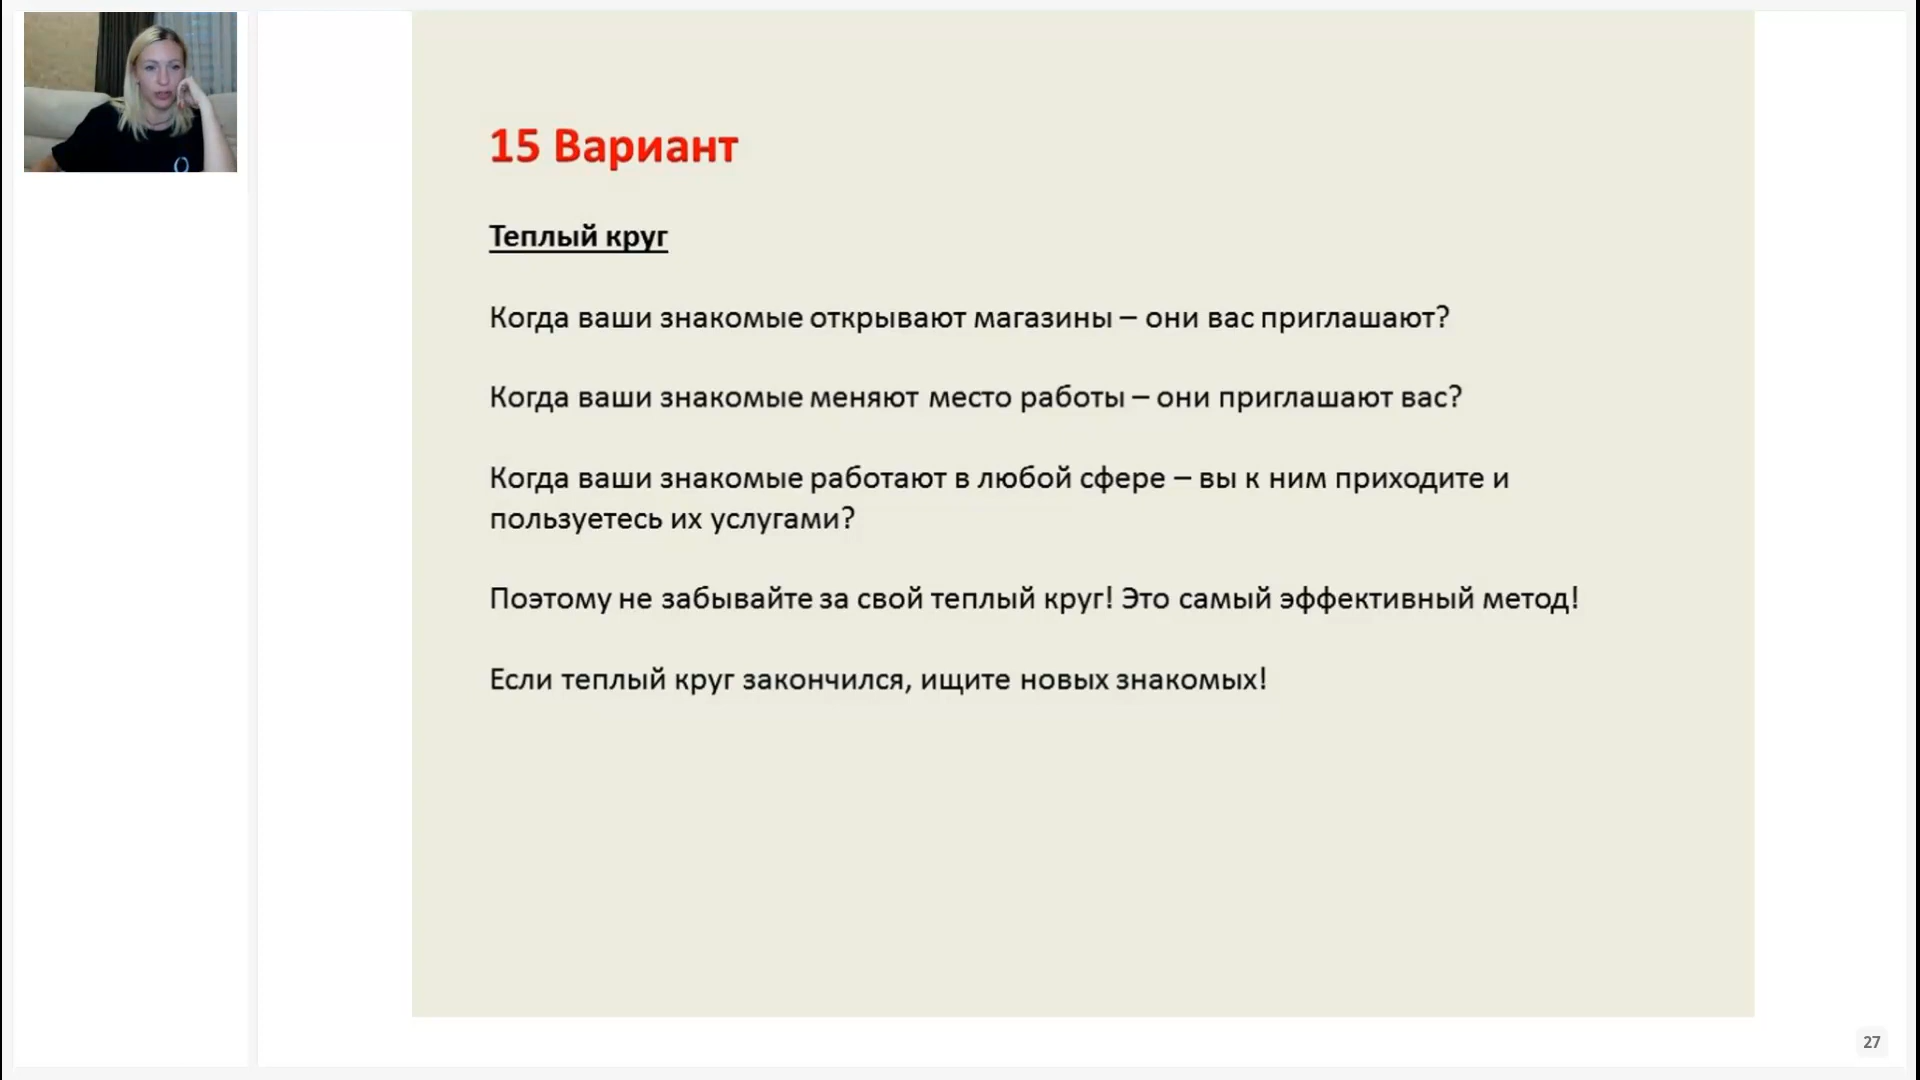 15 Вариант
Теплый круг
Когда ваши знакомые открывают магазины – они вас приглашают?
Когда ваши знакомые меняют место работы – они приглашают вас?
Когда ваши знакомые работают в любой сфере – вы к ним приходите и
пользуетесь их услугами?
Поэтому не забывайте за свой теплый круг! Это самый эффективный метод!
Если теплый круг закончился, ищите новых знакомых!
27